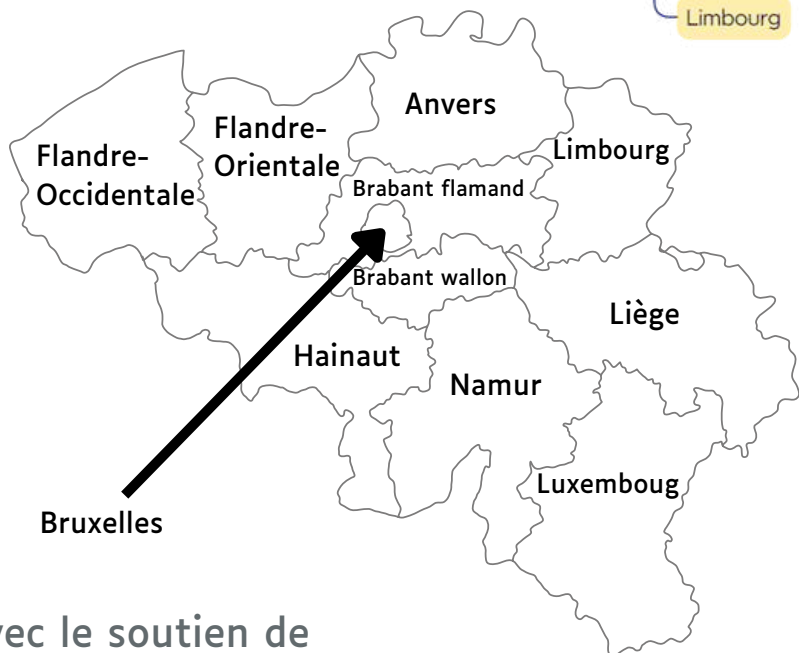 Limbourg
Anvers
Flandre-
Orientale
Flandre-
Occidentale
Limbourg
Brabant flamand
Brabant wallon
Liège
Hainaut
Namur
Luxemboug
Bruxelles
vec le soutien de